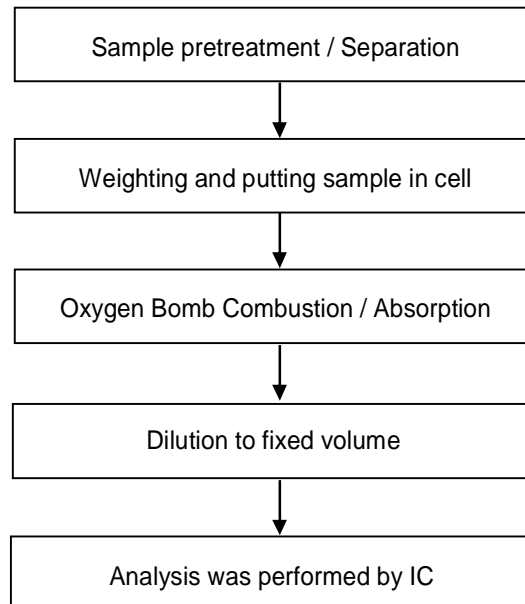 Sample pretreatment / Separation
Weighting and putting sample in cell
Oxygen Bomb Combustion / Absorption
Dilution to fixed volume
Analysis was performed by IC